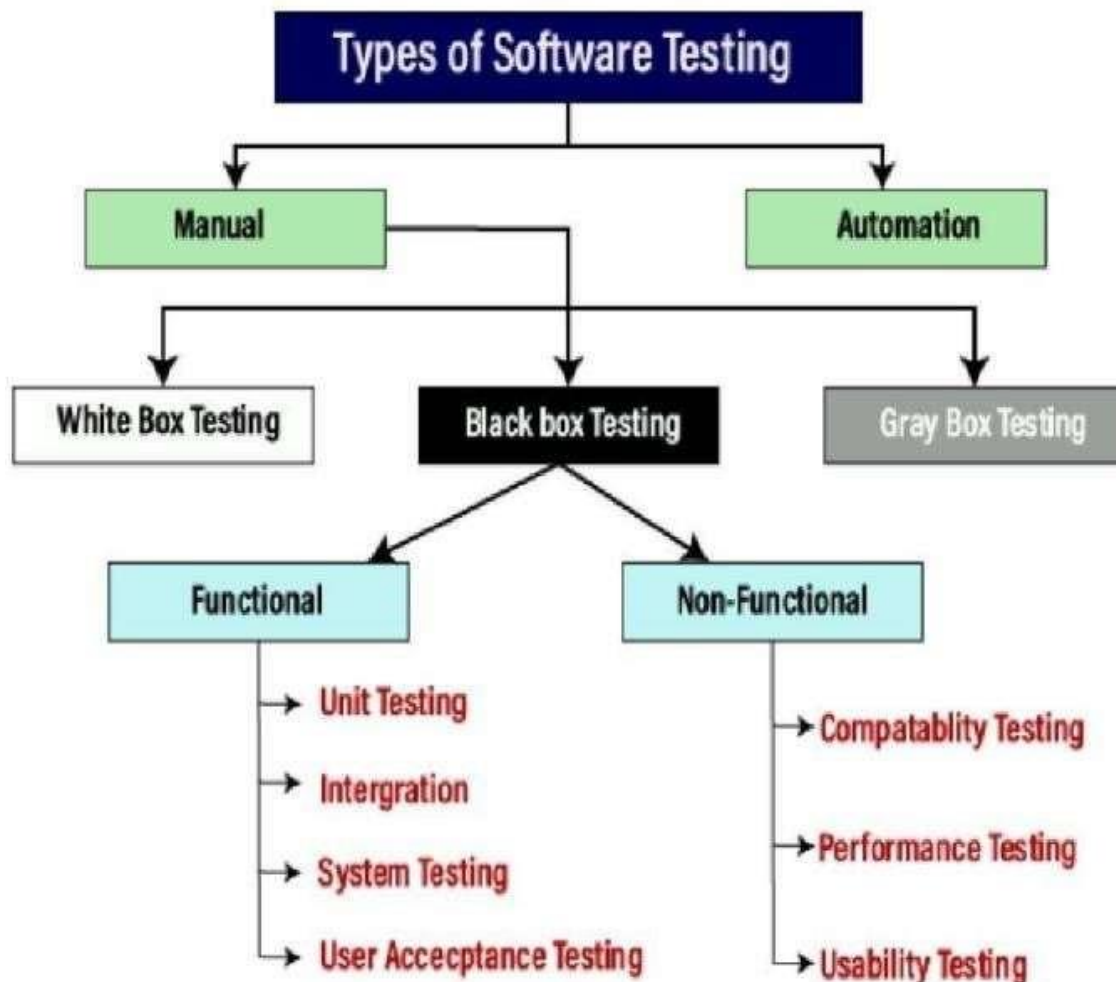 Types of Software Testing
Manual
Automation
White Box Testing
Black box Testing
Gray Box Testing
Functional
Non-Functional
Unit Testing
Intergration
System Testing
User Accecptance Testing
Compatablity Testing
Performance Testing
Usability Testing